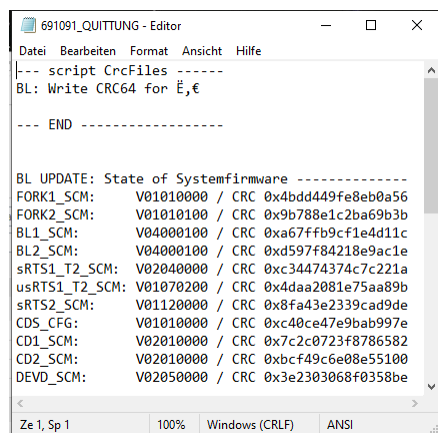 691091_QUITTUNG - Editor
Datei Bearbeiten Format Ansicht Hilfe
--- script CrcFiles ------
BL: Write CRC64 for Ë,€
--- END -----------------
BL UPDATE: State of Systemfirmware --------------
FORK1_SCM: V01010000 / CRC 0x4bdd449fe8eb0a56
FORK2_SCM: V01010100 / CRC 0x9b788e1c2ba69b3b
BL1_SCM: V04000100 / CRC 0xa67ffb9cf1e4d11c
BL2_SCM: V04000100 / CRC 0xd597f84218e9ac1e
sRTS1_T2_SCM: V02040000 / CRC 0xc34474374c7c221a
usRTS1_T2_SCM: V01070200 / CRC 0x4daa2081e75aa89b
sRTS2_SCM: V01120000 / CRC 0x8fa43e2339cad9de
CDS_CFG: V01010000 / CRC 0xc40ce47e9bab997e
CD1_SCM: V02010000 / CRC 0x7c2c0723f8786582
CD2_SCM: V02010000 / CRC 0xbcf49c6e08e55100
DEVD_SCM: V02050000 / CRC 0x3e2303068f0358be
Ze 1, Sp 1 100% Windows (CRLF) ANSI